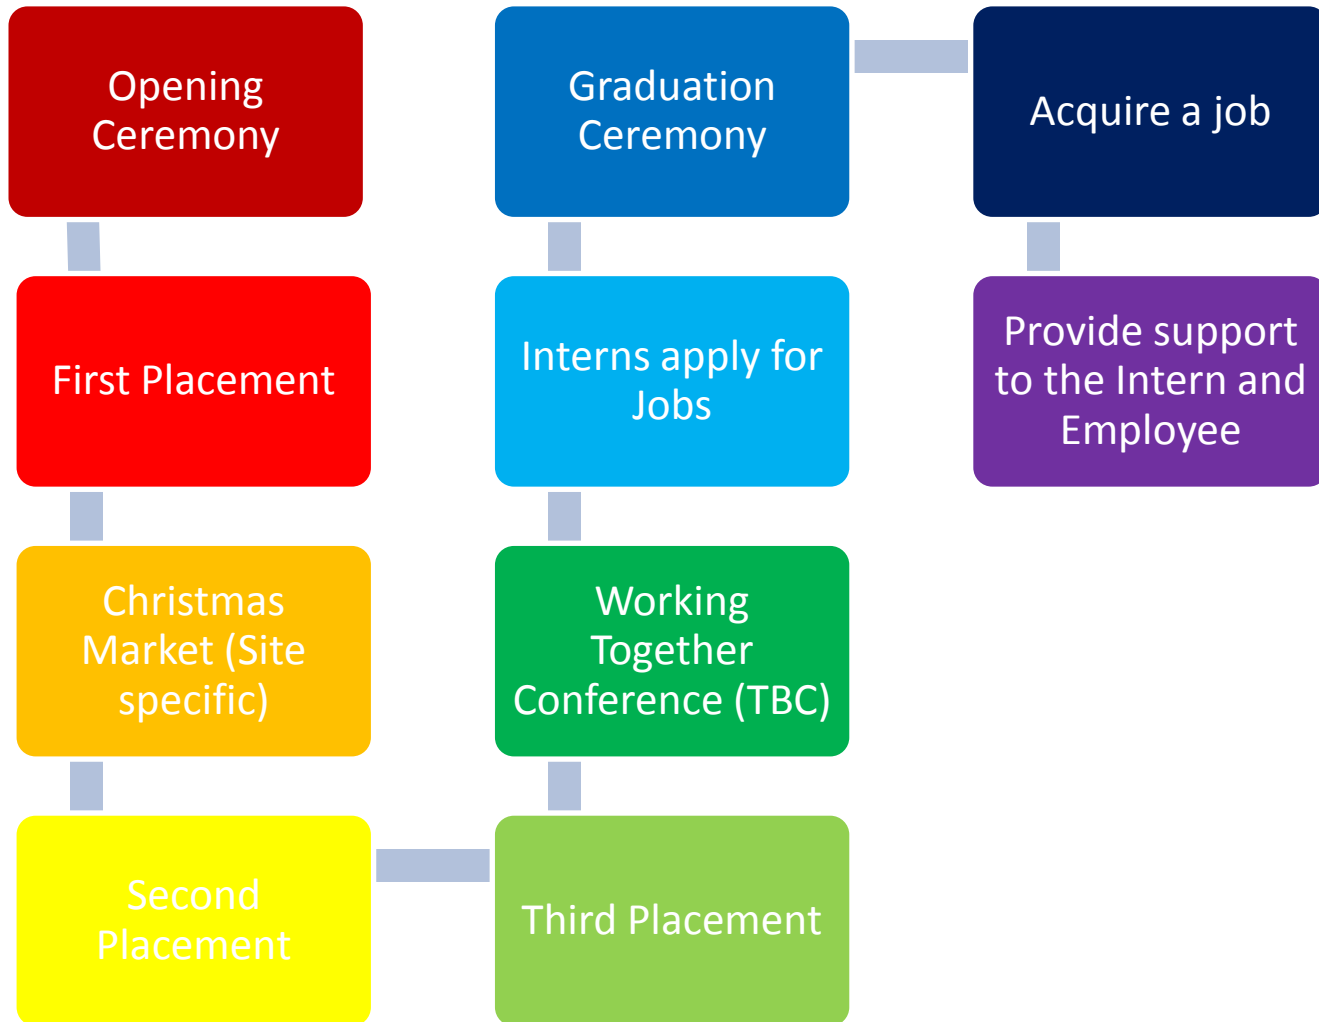 Opening
Ceremony
First Placement
Christmas
Market (Site
specific)
Second
Placement
Third Placement
Working
Together
Conference (TBC)
Interns apply for
Jobs
Graduation
Ceremony
Acquire a job
Provide support
to the Intern and
Employee